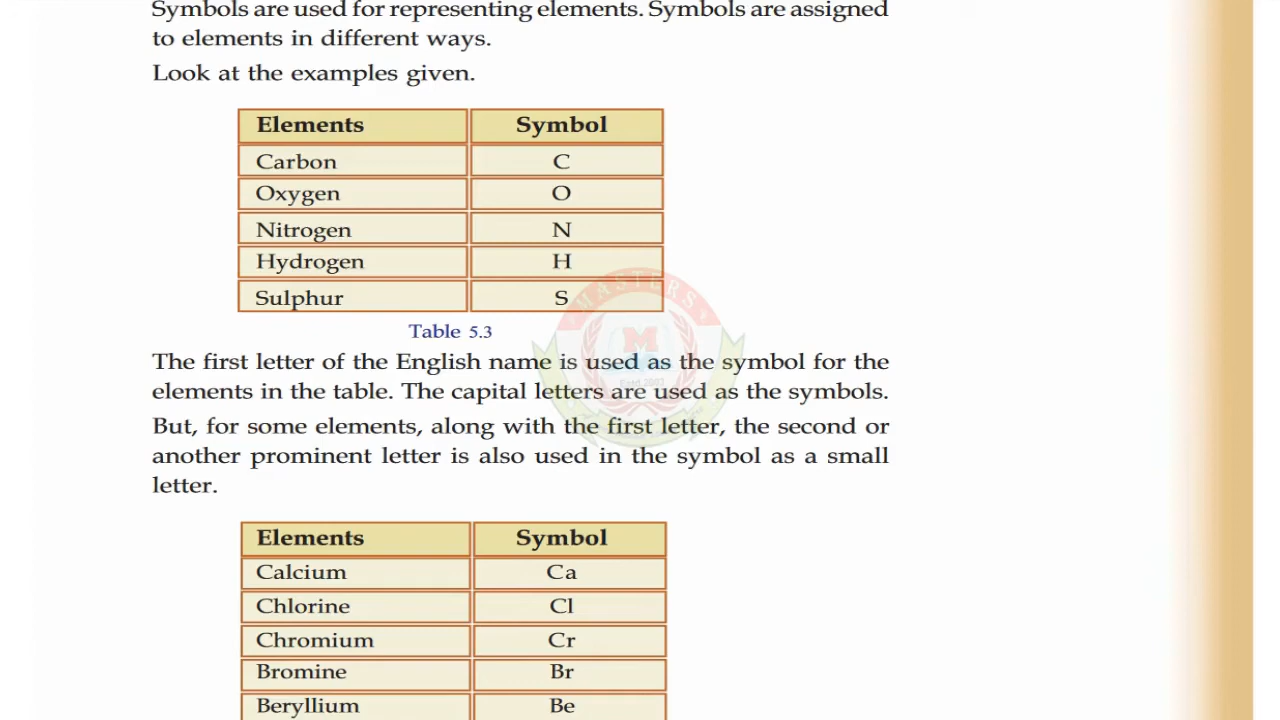 Symbols are used for representing elements. Symbols are assigned
to elements in different ways.
Look at the examples given.
Elements Symbol
Carbon C
Oxygen O
Nitrogen N
Hydrogen H
Sulphur S
MASTERS
M
Estd 2003
Table 5.3
The first letter of the English name is used as the symbol for the
elements in the table. The capital letters are used as the symbols.
But, for some elements, along with the first letter, the second or
another prominent letter is also used in the symbol as a small
letter.
Elements Symbol
Calcium Ca
Chlorine Cl
Chromium Cr
Bromine Br
Beryllium Be